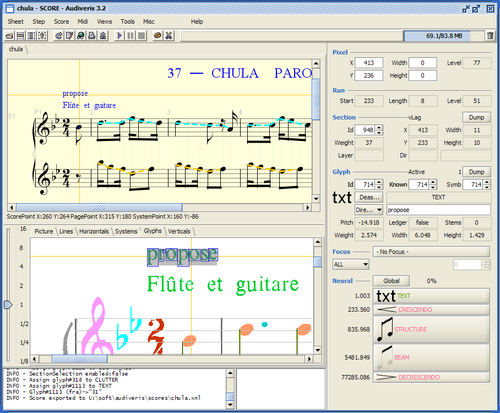 chula - SCORE - Audiveris 3.2
Sheet Step Score Midi Views Tools Misc Help
69.1/83.8 MB
chula
37 — CHULA PARO
propose
Flûte et guitare
ScorePoint X:260 Y:264 PagePoint X:315 Y:180 SystemPoint X:160 Y:-86
Picture Lines Horizontals Systems Glyphs Verticals
16
8
4
2
1
1/2
1/4
1/8
propose
Flûte et guitare
INFO - SectionSelection enabled:false
INFO - Assign glyph#318 to CLUTTER
INFO - Assign glyph#1113 to TEXT
INFO - Glyph#1113 (fra)->"31"
INFO - Score exported to U:\soft\audiveris\scores\chula.xml
Pixel
X 413 Width 0 Level 77
Y 236 Height 0
Run
Start 233 Length 8 Level 51
Section vLag Dump
Id 948 X 413 Width 11
Weight 37 Y 233 Height 10
Layer Dir
Glyph Active 1 Dump
Id 714 Known 714 Symb 714
txt Deas... TEXT
Dire... propose
Pitch -14.918 Ledger false Stems 0
Weight 2.574 Width 6.048 Height 1.429
Focus - No Focus -
ALL 0
Neural Global 0%
1.003 txt TEXT
233.560 CRESCENDO
835.968 STRUCTURE
5481.849 BEAM
77285.086 DECRESCENDO